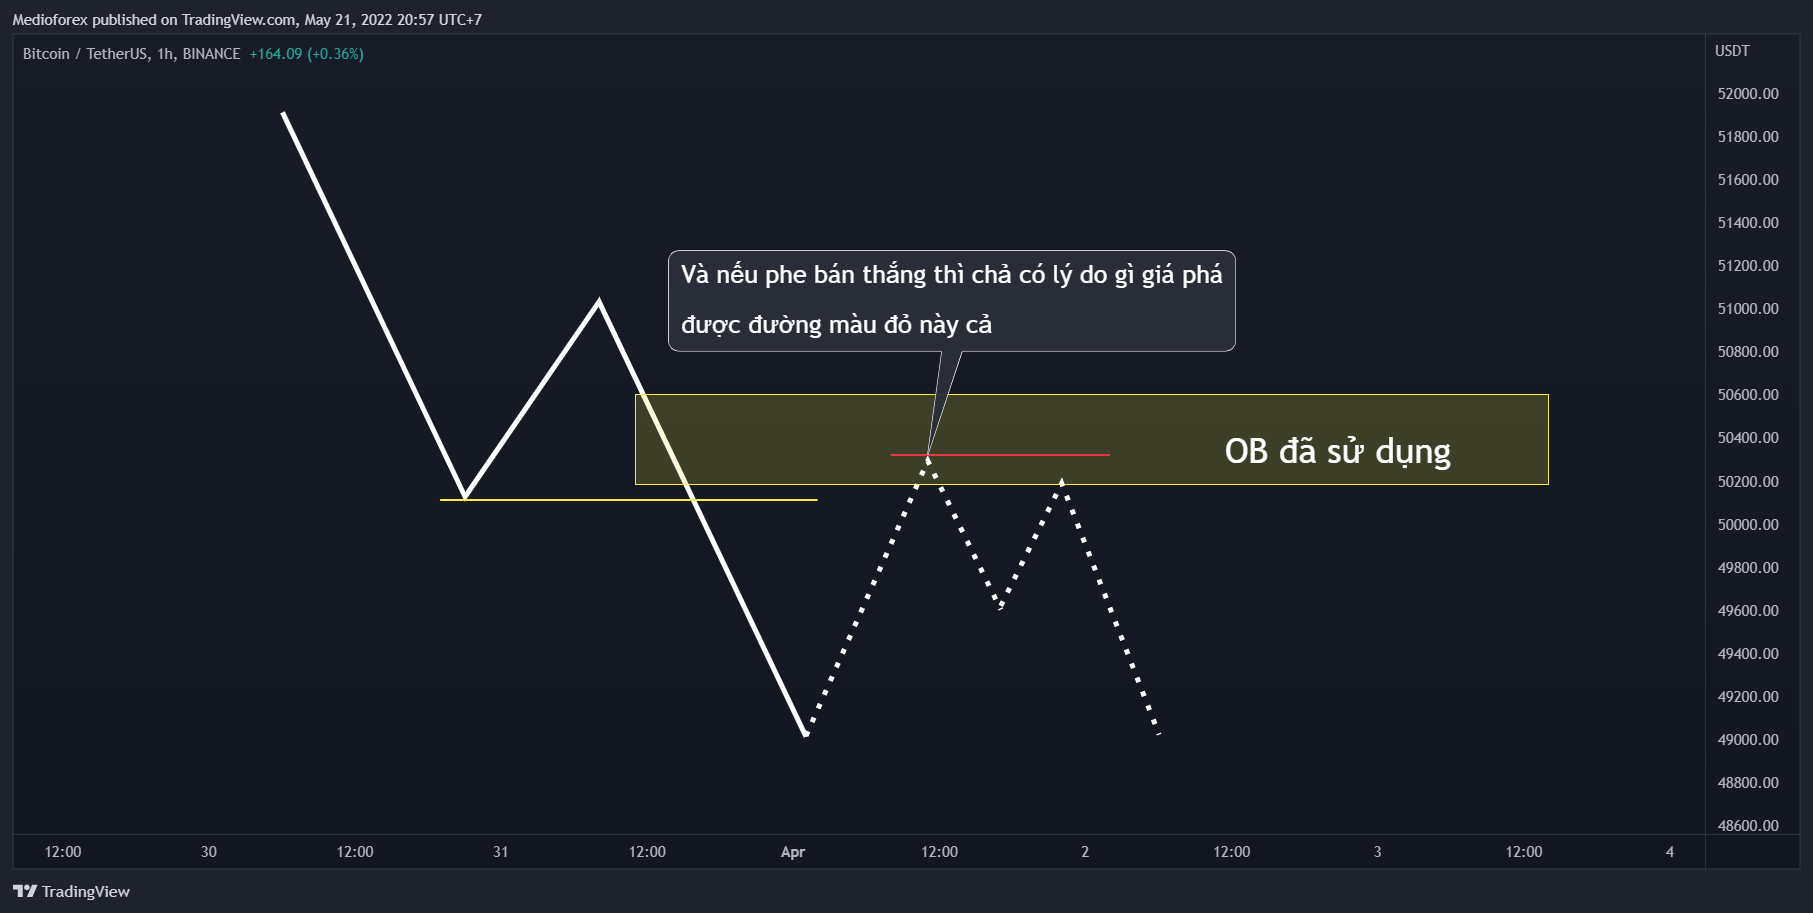 Medioforex published on TradingView.com, May 21, 2022 20:57 UTC+7
Bitcoin / TetherUS, 1h, BINANCE +164.09 (+0.36%)
USDT
52000.00
51800.00
51600.00
51400.00
51200.00
51000.00
50800.00
50600.00
50400.00
50200.00
50000.00
49800.00
49600.00
49400.00
49200.00
49000.00
48800.00
48600.00
Và nếu phe bán thắng thì chả có lý do gì giá phá
được đường màu đỏ này cả
OB đã sử dụng
12:00 30 12:00 31 12:00 Apr 12:00 2 12:00 3 12:00 4
TradingView